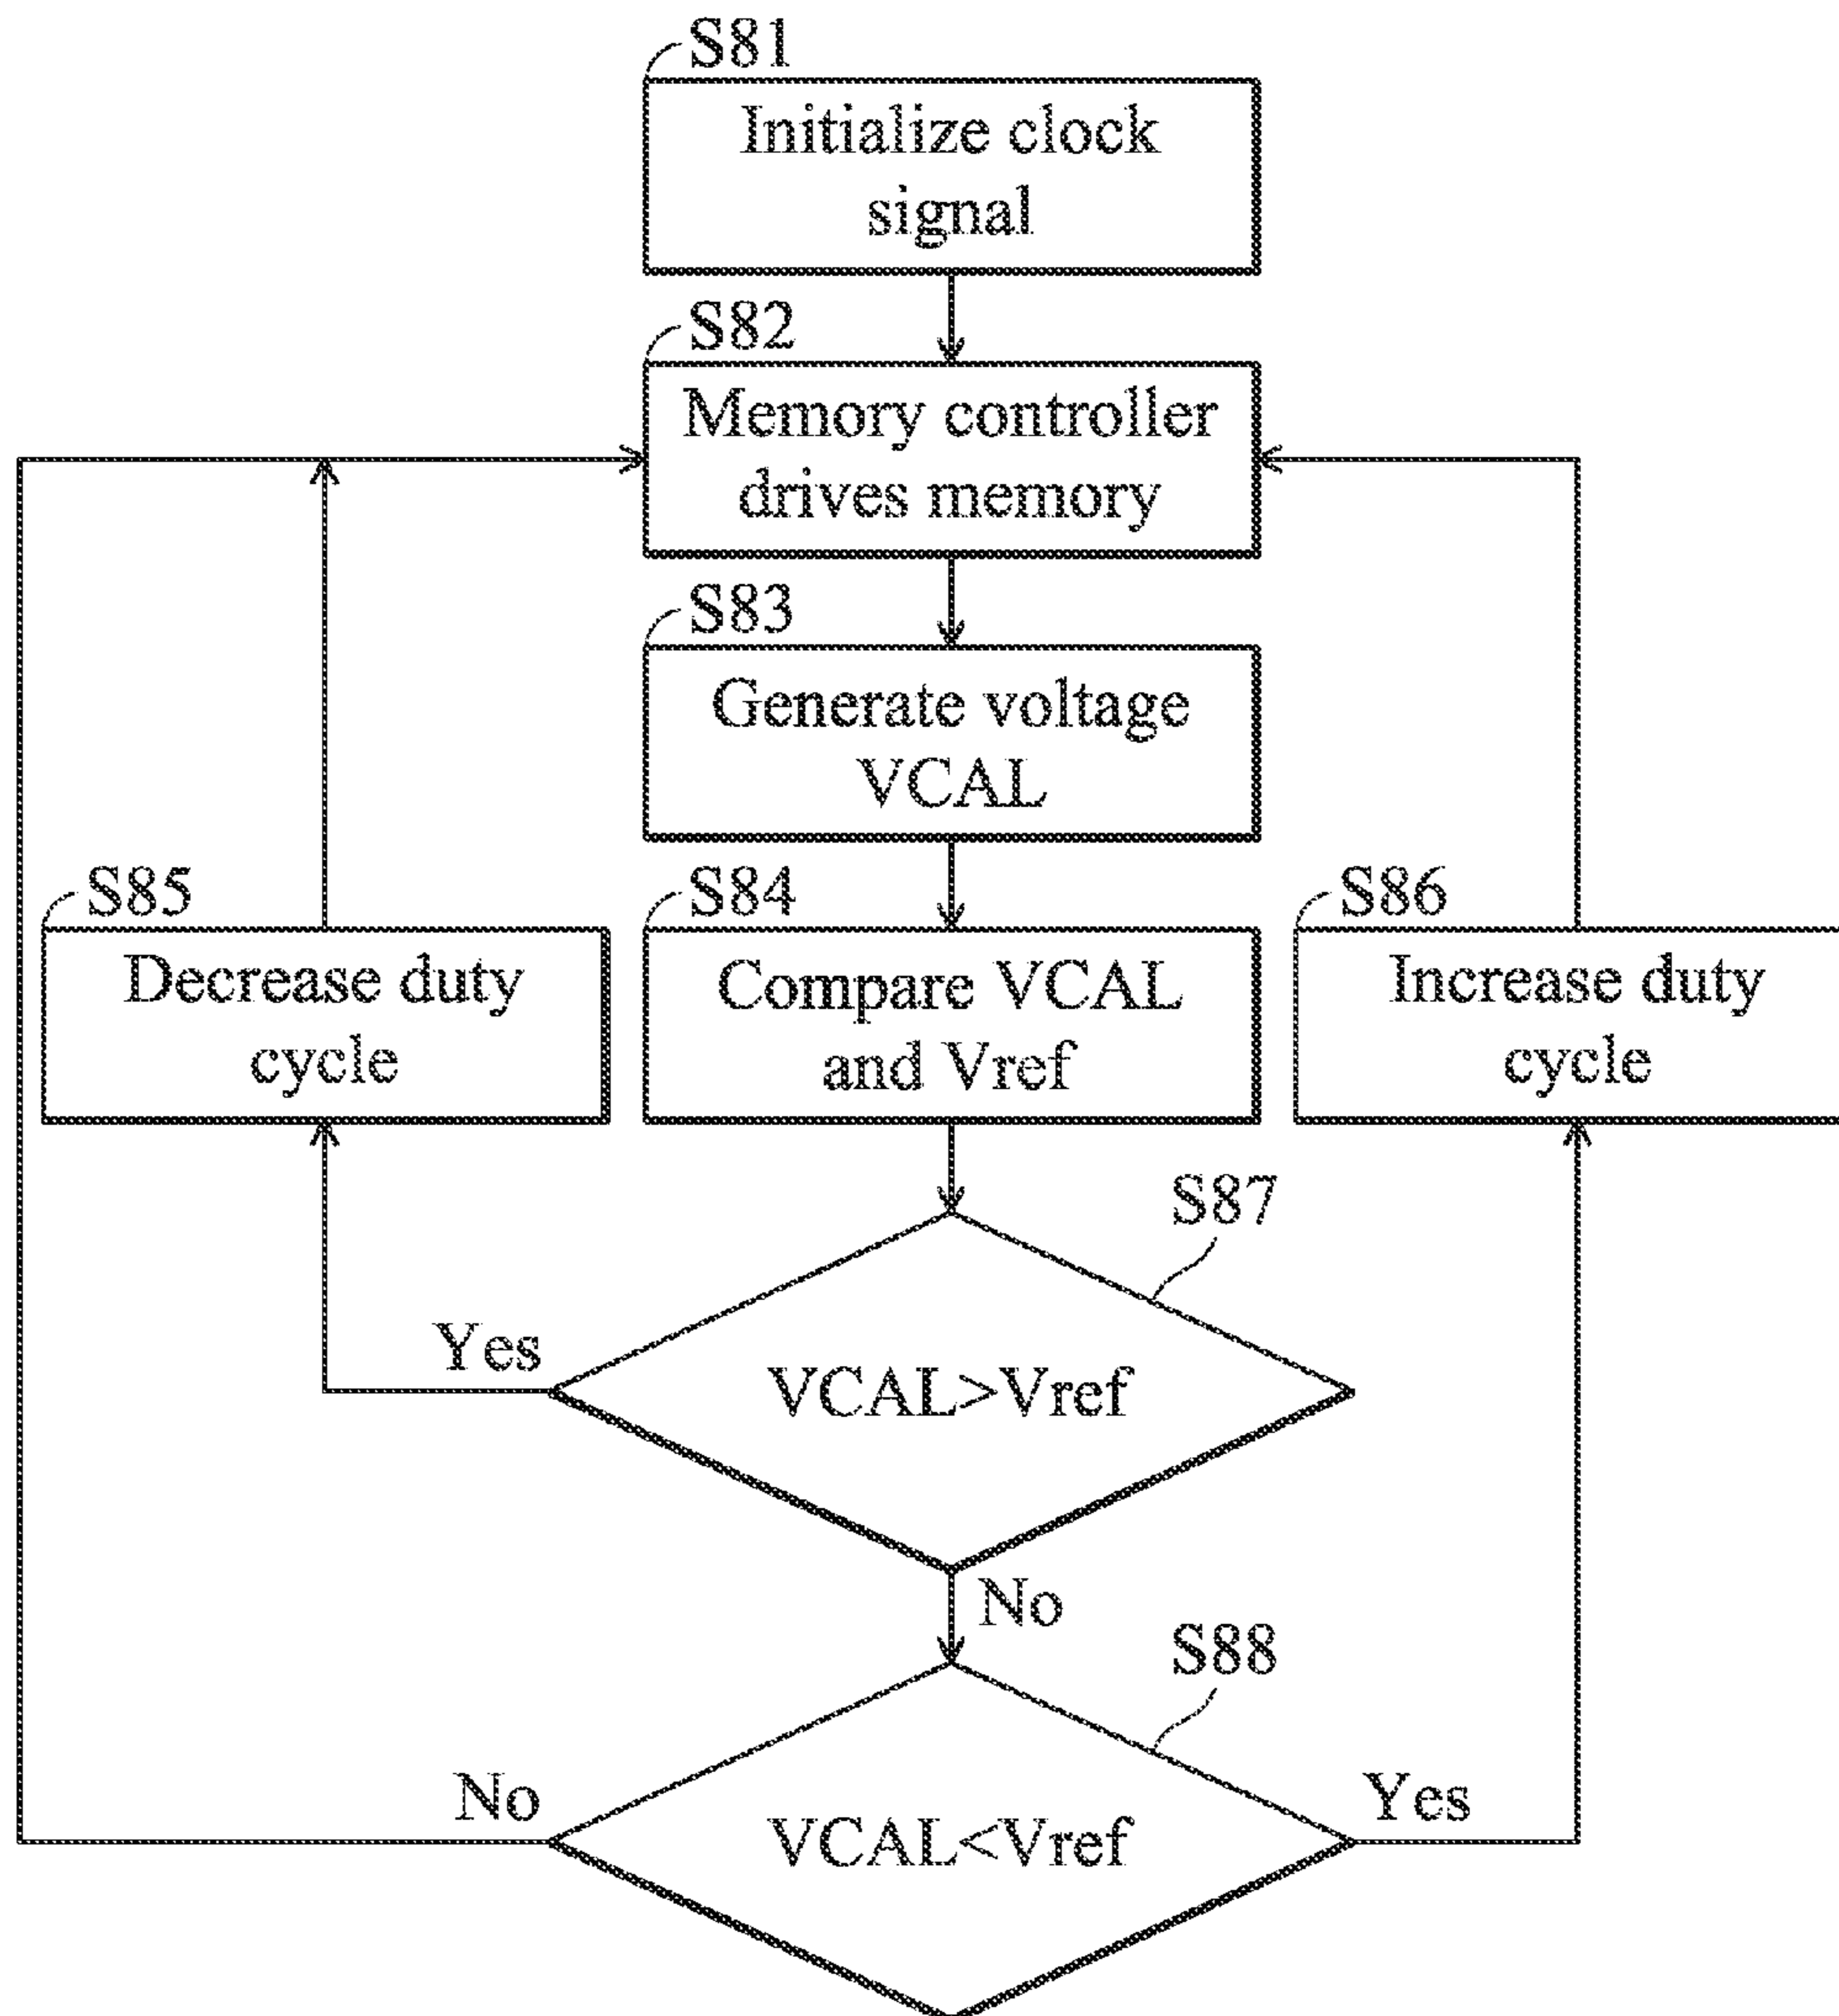 S81
Initialize clock
signal
S82
Memory controller
drives memory
S83
Generate voltage
VCAL
S85
Decrease duty
cycle
S84
Compare VCAL
and Vref
S86
Increase duty
cycle
S87
Yes
VCAL>Vref
No
S88
No
VCAL<Vref
Yes